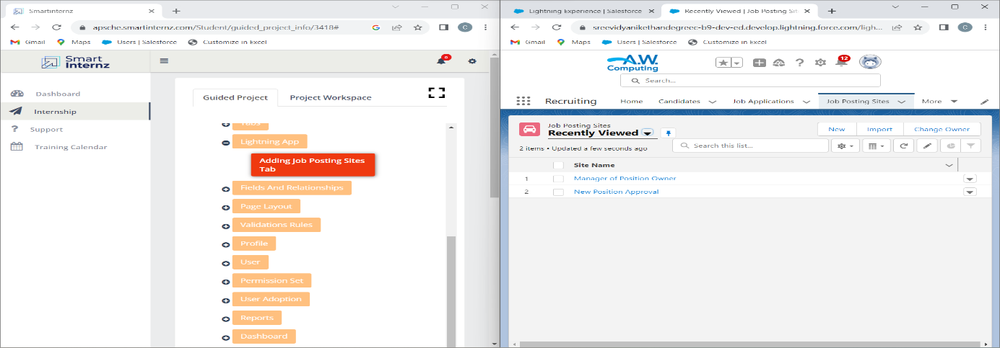 Smartinternz
apsche.smartinternz.com/Student/guided_project_info/3418#
Gmail
Maps
Users | Salesforce
Customize in Excel
Smart
Internz
0
Dashboard
Internship
Support
Training Calendar
Guided Project
Project Workspace
Tabs
Lightning App
Adding Job Posting Sites
Tab
Fields And Relationships
Page Layout
Validations Rules
Profile
User
Permission Set
User Adoption
Reports
Dashboard
Lightning Experience | Salesforce
Recently Viewed | Job Posting Sit
sreevidyanikethandegreec-b9-dev-ed.develop.lightning.force.com/ligh...
C
Gmail
Maps
Users | Salesforce
Customize in Excel
A.W.
Computing
12
Search...
Recruiting
Home
Candidates
Job Applications
Job Posting Sites
More
Job Posting Sites
Recently Viewed
New
Import
Change Owner
2 items • Updated a few seconds ago
Search this list...
Site Name
1 Manager of Position Owner
2 New Position Approval